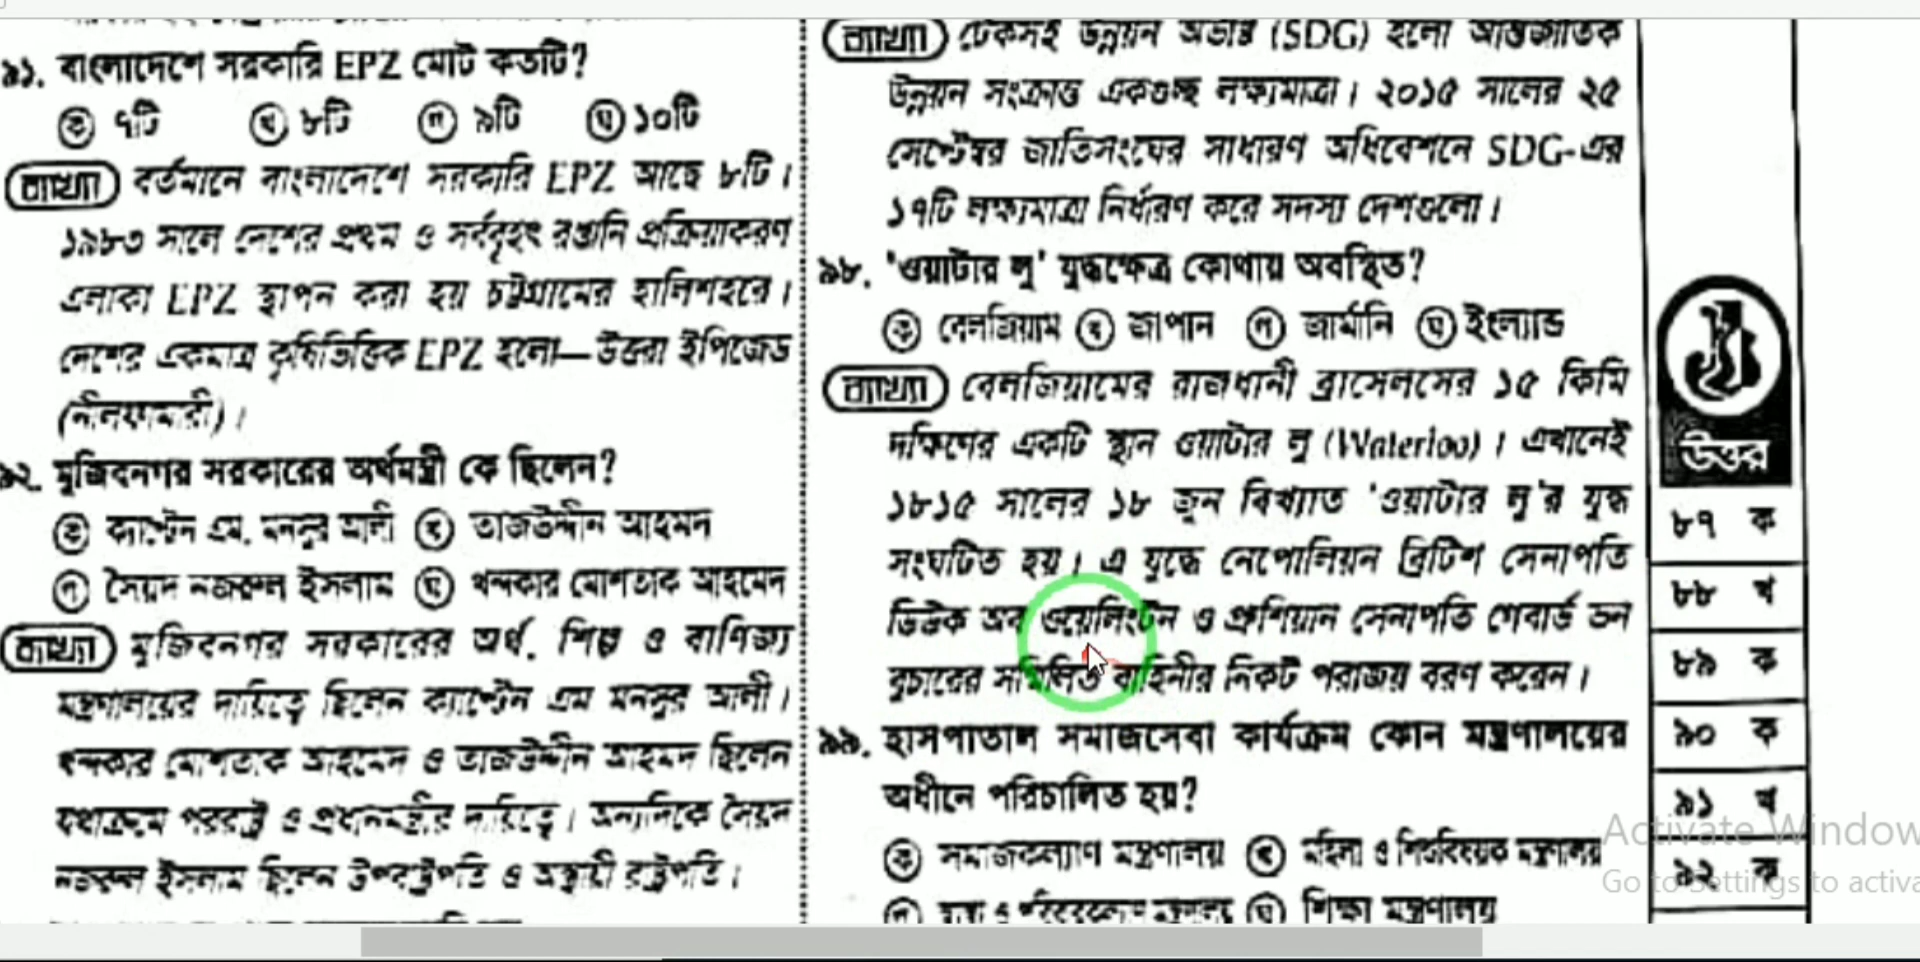 ৯১. বাংলাদেশে সরকারি EPZ মোট কতটি?
ক ৭টি খ ৮টি গ ৯টি ঘ ১০টি
ব্যাখ্যা বর্তমানে বাংলাদেশে সরকারি EPZ আছে ৮টি।
১৯৮৩ সালে দেশের প্রথম ও সর্ববৃহৎ রপ্তানি প্রক্রিয়াকরণ
এলাকা EPZ স্থাপন করা হয় চট্টগ্রামের হালিশহরে।
দেশের একমাত্র কৃষিভিত্তিক EPZ হলো—উত্তরা ইপিজেড
(নীলফামারী)।
৯২. মুজিবনগর সরকারের অর্থমন্ত্রী কে ছিলেন?
ক ক্যাপ্টেন এম. মনসুর আলী খ তাজউদ্দীন আহমদ
গ সৈয়দ নজরুল ইসলাম ঘ খন্দকার মোশতাক আহমেদ
ব্যাখ্যা মুজিবনগর সরকারের অর্থ, শিল্প ও বাণিজ্য
মন্ত্রণালয়ের দায়িত্বে ছিলেন ক্যাপ্টেন এম মনসুর আলী।
খন্দকার মোশতাক আহমেদ ও তাজউদ্দীন আহমদ ছিলেন
যথাক্রমে পররাষ্ট্র ও প্রধানমন্ত্রীর দায়িত্বে। অন্যদিকে সৈয়দ
নজরুল ইসলাম ছিলেন উপরাষ্ট্রপতি ও অস্থায়ী রাষ্ট্রপতি।
ব্যাখ্যা টেকসই উন্নয়ন অভীষ্ট (SDG) হলো আন্তর্জাতিক
উন্নয়ন সংক্রান্ত একগুচ্ছ লক্ষ্যমাত্রা। ২০১৫ সালের ২৫
সেপ্টেম্বর জাতিসংঘের সাধারণ অধিবেশনে SDG-এর
১৭টি লক্ষ্যমাত্রা নির্ধারণ করে সদস্য দেশগুলো।
৯৮. 'ওয়াটার লু' যুদ্ধক্ষেত্র কোথায় অবস্থিত?
ক বেলজিয়াম খ জাপান গ জার্মানি ঘ ইংল্যান্ড
ব্যাখ্যা বেলজিয়ামের রাজধানী ব্রাসেলসের ১৫ কিমি
দক্ষিণের একটি স্থান ওয়াটার লু (Waterloo)। এখানেই
১৮১৫ সালের ১৮ জুন বিখ্যাত 'ওয়াটার লু'র যুদ্ধ
সংঘটিত হয়। এ যুদ্ধে নেপোলিয়ন ব্রিটিশ সেনাপতি
ডিউক অব ওয়েলিংটন ও প্রুশিয়ান সেনাপতি গেবার্ড ভন
বুচারের সম্মিলিত বাহিনীর নিকট পরাজয় বরণ করেন।
৯৯. হাসপাতাল সমাজসেবা কার্যক্রম কোন মন্ত্রণালয়ের
অধীনে পরিচালিত হয়?
ক সমাজকল্যাণ মন্ত্রণালয় খ মহিলা ও শিশুবিষয়ক মন্ত্রণালয়
গ ঘ শিক্ষা মন্ত্রণালয়
উত্তর
৮৭ ক
৮৮ খ
৮৯ ক
৯০ ক
৯১ খ
৯২ ক
Activate Window
Go to Settings to activa